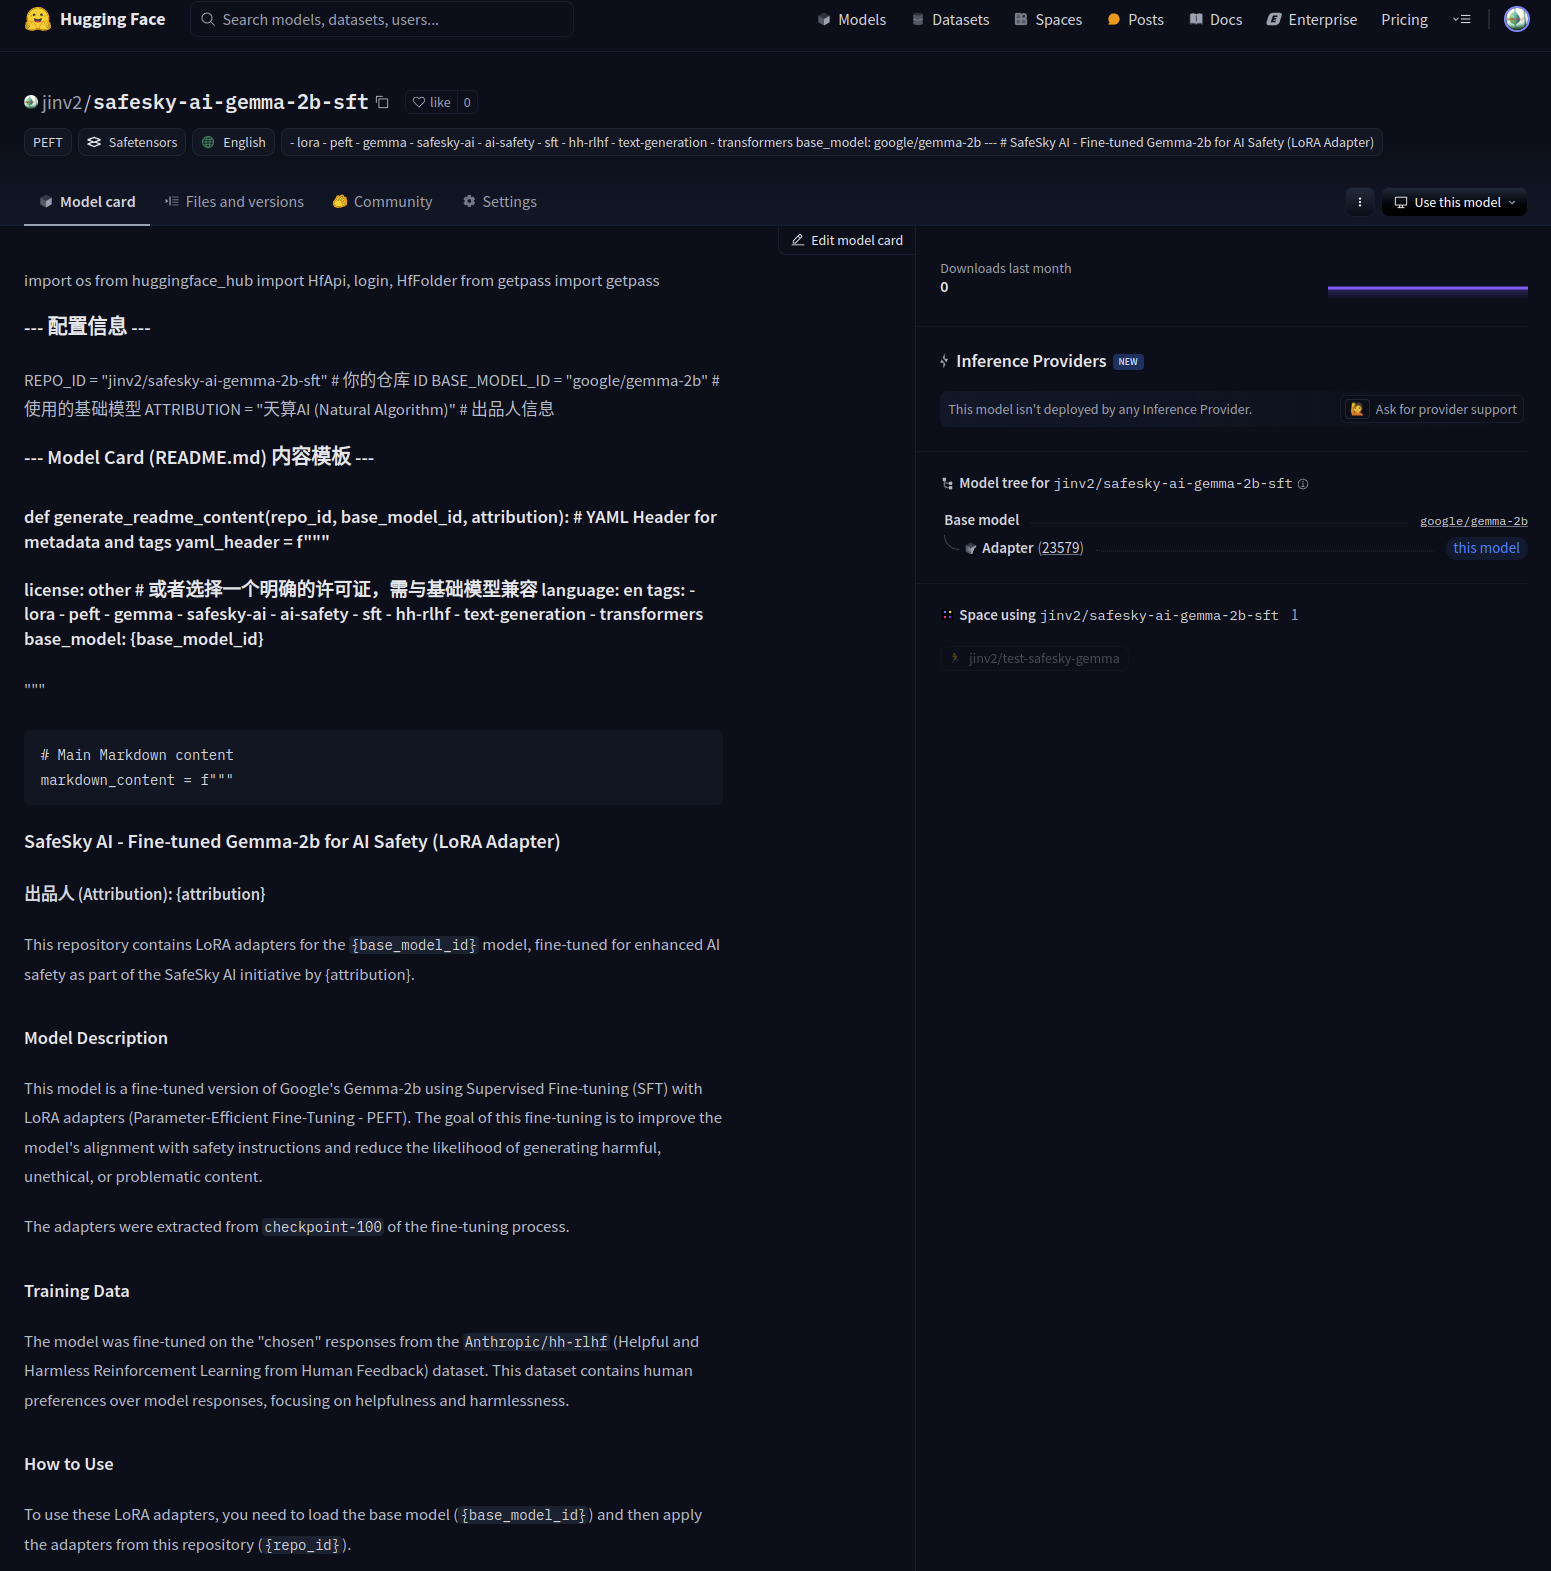 Hugging Face
Search models, datasets, users...
Models
Datasets
Spaces
Posts
Docs
Enterprise
Pricing
jinv2/safesky-ai-gemma-2b-sft
like 0
PEFT
Safetensors
English
- lora - peft - gemma - safesky-ai - ai-safety - sft - hh-rlhf - text-generation - transformers base_model: google/gemma-2b --- # SafeSky AI - Fine-tuned Gemma-2b for AI Safety (LoRA Adapter)
Model card
Files and versions
Community
Settings
Use this model
Edit model card
import os from huggingface_hub import HfApi, login, HfFolder from getpass import getpass
--- 配置信息 ---
REPO_ID = "jinv2/safesky-ai-gemma-2b-sft" # 你的仓库 ID BASE_MODEL_ID = "google/gemma-2b" #
使用的基础模型 ATTRIBUTION = "天算AI (Natural Algorithm)" # 出品人信息
--- Model Card (README.md) 内容模板 ---
def generate_readme_content(repo_id, base_model_id, attribution): # YAML Header for
metadata and tags yaml_header = f"""
license: other # 或者选择一个明确的许可证，需与基础模型兼容 language: en tags: -
lora - peft - gemma - safesky-ai - ai-safety - sft - hh-rlhf - text-generation - transformers
base_model: {base_model_id}
"""
# Main Markdown content
markdown_content = f"""
SafeSky AI - Fine-tuned Gemma-2b for AI Safety (LoRA Adapter)
出品人 (Attribution): {attribution}
This repository contains LoRA adapters for the {base_model_id} model, fine-tuned for enhanced AI
safety as part of the SafeSky AI initiative by {attribution}.
Model Description
This model is a fine-tuned version of Google's Gemma-2b using Supervised Fine-tuning (SFT) with
LoRA adapters (Parameter-Efficient Fine-Tuning - PEFT). The goal of this fine-tuning is to improve the
model's alignment with safety instructions and reduce the likelihood of generating harmful,
unethical, or problematic content.
The adapters were extracted from checkpoint-100 of the fine-tuning process.
Training Data
The model was fine-tuned on the "chosen" responses from the Anthropic/hh-rlhf (Helpful and
Harmless Reinforcement Learning from Human Feedback) dataset. This dataset contains human
preferences over model responses, focusing on helpfulness and harmlessness.
How to Use
To use these LoRA adapters, you need to load the base model ({base_model_id}) and then apply
the adapters from this repository ({repo_id}).
Downloads last month
0
Inference Providers NEW
This model isn't deployed by any Inference Provider.
Ask for provider support
Model tree for jinv2/safesky-ai-gemma-2b-sft
Base model
google/gemma-2b
Adapter (23579)
this model
Space using jinv2/safesky-ai-gemma-2b-sft 1
jinv2/test-safesky-gemma